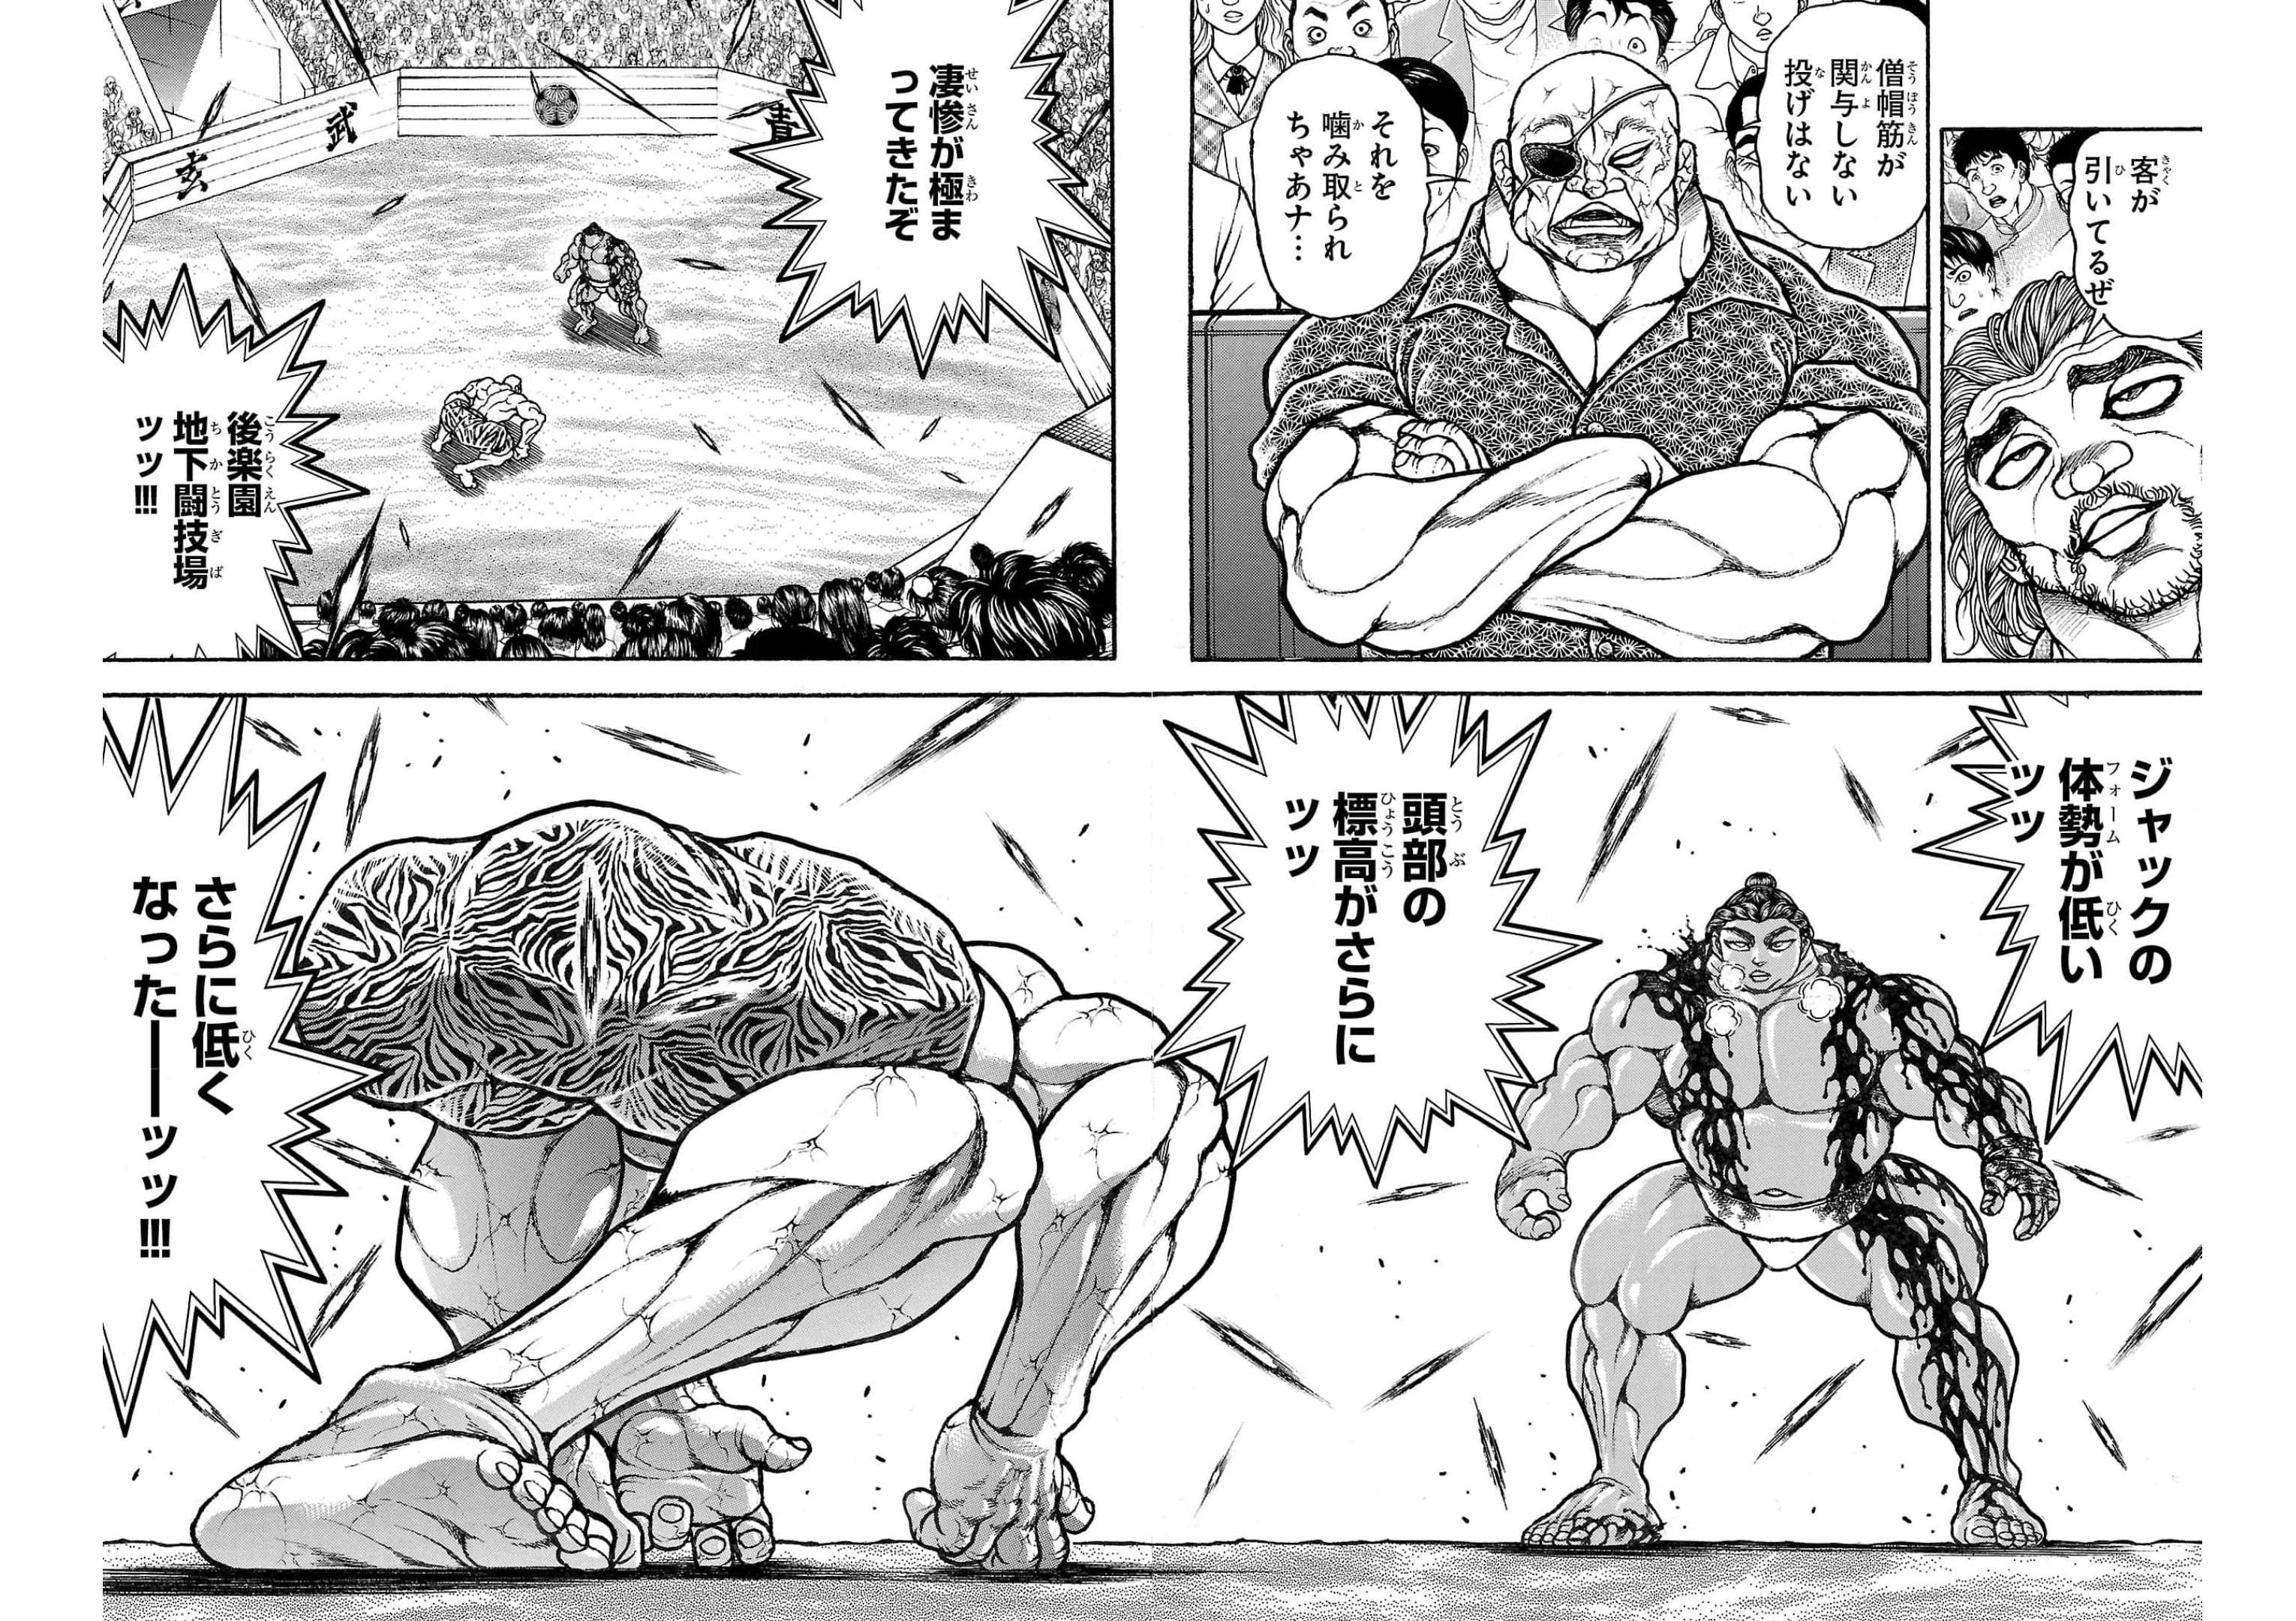 客が
引いてるぜ
僧帽筋が
関与しない
投げはない
それを
噛み取られ
ちゃあナ…
凄惨が極ま
ってきたぞ
青
武
玄
後楽園
地下闘技場
ッッ!!!
ジャックの
体勢が低い
ッッ
頭部の
標高がさらに
ッッ
さらに低く
なった――ッッ!!!